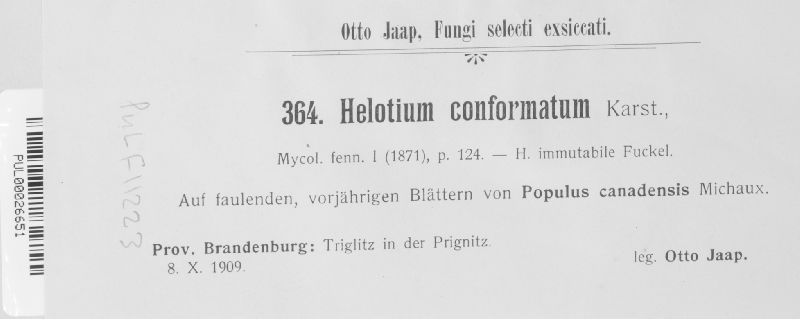 Otto Jaap, Fungi selecti exsiccati.
364. Helotium conformatum Karst.,
Mycol. fenn. I (1871), p. 124. — H. immutabile Fuckel.
Auf faulenden, vorjährigen Blättern von Populus canadensis Michaux.
Prov. Brandenburg: Triglitz in der Prignitz.
8. X. 1909.
leg. Otto Jaap.
PUL F11223
PUL00026651